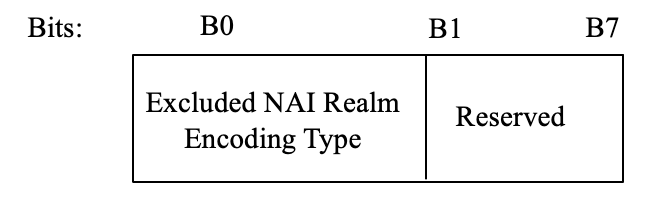 Bits: B0 B1 B7
Excluded NAI Realm
Encoding Type
Reserved